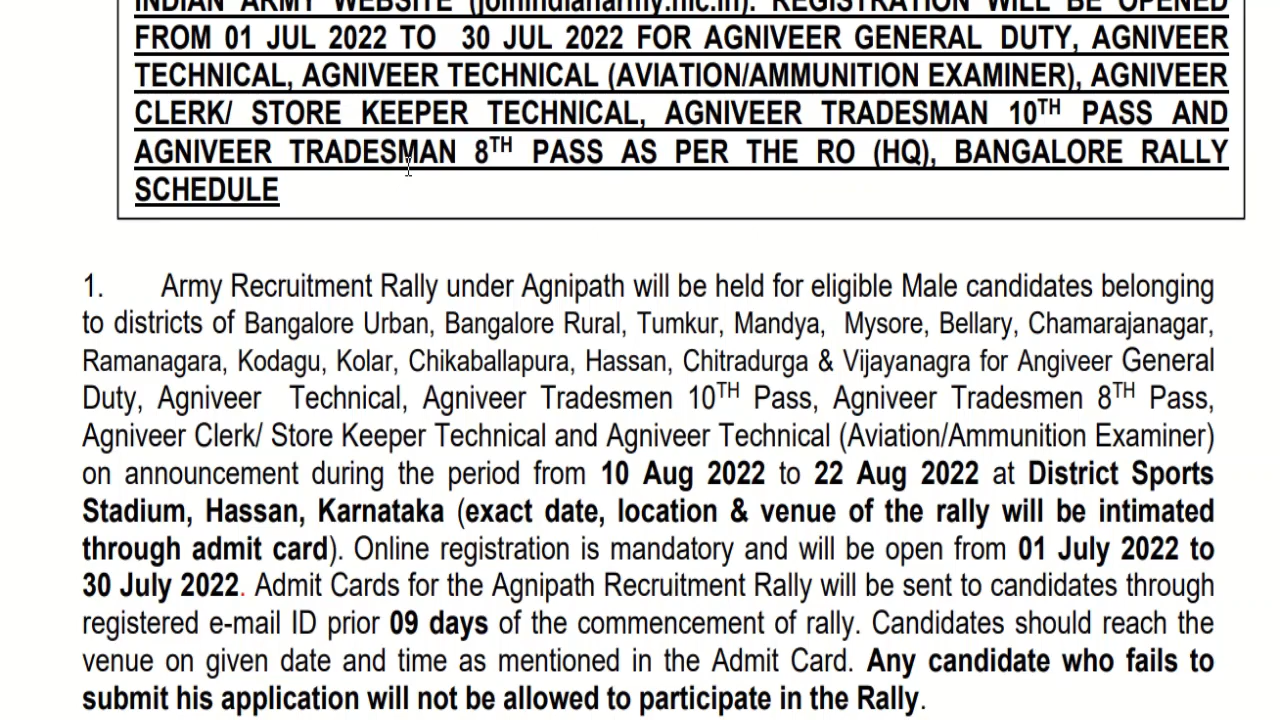 INDIAN ARMY WEBSITE (joinindianarmy.nic.in). REGISTRATION WILL BE OPENED
FROM 01 JUL 2022 TO 30 JUL 2022 FOR AGNIVEER GENERAL DUTY, AGNIVEER
TECHNICAL, AGNIVEER TECHNICAL (AVIATION/AMMUNITION EXAMINER), AGNIVEER
CLERK/ STORE KEEPER TECHNICAL, AGNIVEER TRADESMAN 10TH PASS AND
AGNIVEER TRADESMAN 8TH PASS AS PER THE RO (HQ), BANGALORE RALLY
SCHEDULE
1. Army Recruitment Rally under Agnipath will be held for eligible Male candidates belonging
to districts of Bangalore Urban, Bangalore Rural, Tumkur, Mandya, Mysore, Bellary, Chamarajanagar,
Ramanagara, Kodagu, Kolar, Chikaballapura, Hassan, Chitradurga & Vijayanagra for Angiveer General
Duty, Agniveer Technical, Agniveer Tradesmen 10TH Pass, Agniveer Tradesmen 8TH Pass,
Agniveer Clerk/ Store Keeper Technical and Agniveer Technical (Aviation/Ammunition Examiner)
on announcement during the period from 10 Aug 2022 to 22 Aug 2022 at District Sports
Stadium, Hassan, Karnataka (exact date, location & venue of the rally will be intimated
through admit card). Online registration is mandatory and will be open from 01 July 2022 to
30 July 2022. Admit Cards for the Agnipath Recruitment Rally will be sent to candidates through
registered e-mail ID prior 09 days of the commencement of rally. Candidates should reach the
venue on given date and time as mentioned in the Admit Card. Any candidate who fails to
submit his application will not be allowed to participate in the Rally.